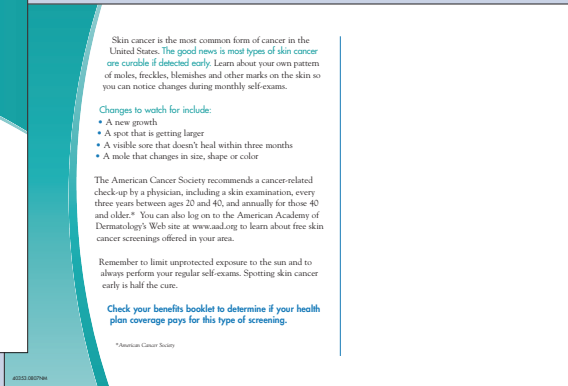 Skin cancer is the most common form of cancer in the
United States. The good news is most types of skin cancer
are curable if detected early. Learn about your own pattern
of moles, freckles, blemishes and other marks on the skin so
you can notice changes during monthly self-exams.
Changes to watch for include:
• A new growth
• A spot that is getting larger
• A visible sore that doesn't heal within three months
• A mole that changes in size, shape or color
The American Cancer Society recommends a cancer-related
check-up by a physician, including a skin examination, every
three years between ages 20 and 40, and annually for those 40
and older.* You can also log on to the American Academy of
Dermatology's Web site at www.aad.org to learn about free skin
cancer screenings offered in your area.
Remember to limit unprotected exposure to the sun and to
always perform your regular self-exams. Spotting skin cancer
early is half the cure.
Check your benefits booklet to determine if your health
plan coverage pays for this type of screening.
*American Cancer Society